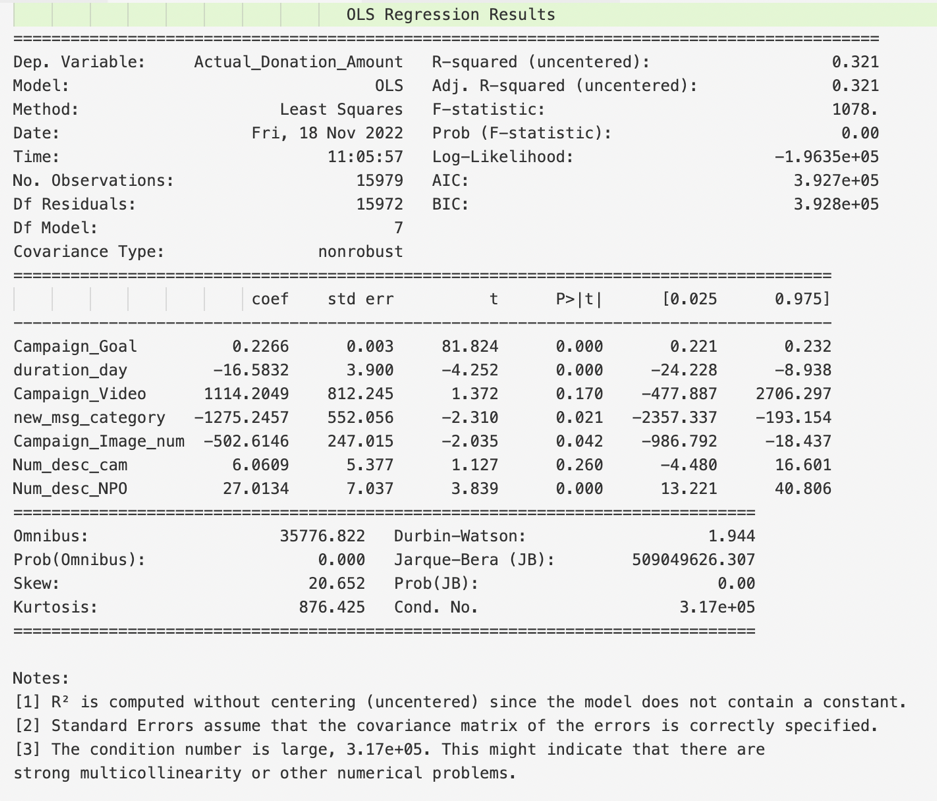 OLS Regression Results
==============================================================================
Dep. Variable: Actual_Donation_Amount R-squared (uncentered): 0.321
Model: OLS Adj. R-squared (uncentered): 0.321
Method: Least Squares F-statistic: 1078.
Date: Fri, 18 Nov 2022 Prob (F-statistic): 0.00
Time: 11:05:57 Log-Likelihood: -1.9635e+05
No. Observations: 15979 AIC: 3.927e+05
Df Residuals: 15972 BIC: 3.928e+05
Df Model: 7
Covariance Type: nonrobust
==============================================================================
coef std err t P>|t| [0.025 0.975]
------------------------------------------------------------------------------
Campaign_Goal 0.2266 0.003 81.824 0.000 0.221 0.232
duration_day -16.5832 3.900 -4.252 0.000 -24.228 -8.938
Campaign_Video 1114.2049 812.245 1.372 0.170 -477.887 2706.297
new_msg_category -1275.2457 552.056 -2.310 0.021 -2357.337 -193.154
Campaign_Image_num -502.6146 247.015 -2.035 0.042 -986.792 -18.437
Num_desc_cam 6.0609 5.377 1.127 0.260 -4.480 16.601
Num_desc_NPO 27.0134 7.037 3.839 0.000 13.221 40.806
==============================================================================
Omnibus: 35776.822 Durbin-Watson: 1.944
Prob(Omnibus): 0.000 Jarque-Bera (JB): 509049626.307
Skew: 20.652 Prob(JB): 0.00
Kurtosis: 876.425 Cond. No. 3.17e+05
==============================================================================
Notes:
[1] R² is computed without centering (uncentered) since the model does not contain a constant.
[2] Standard Errors assume that the covariance matrix of the errors is correctly specified.
[3] The condition number is large, 3.17e+05. This might indicate that there are
strong multicollinearity or other numerical problems.